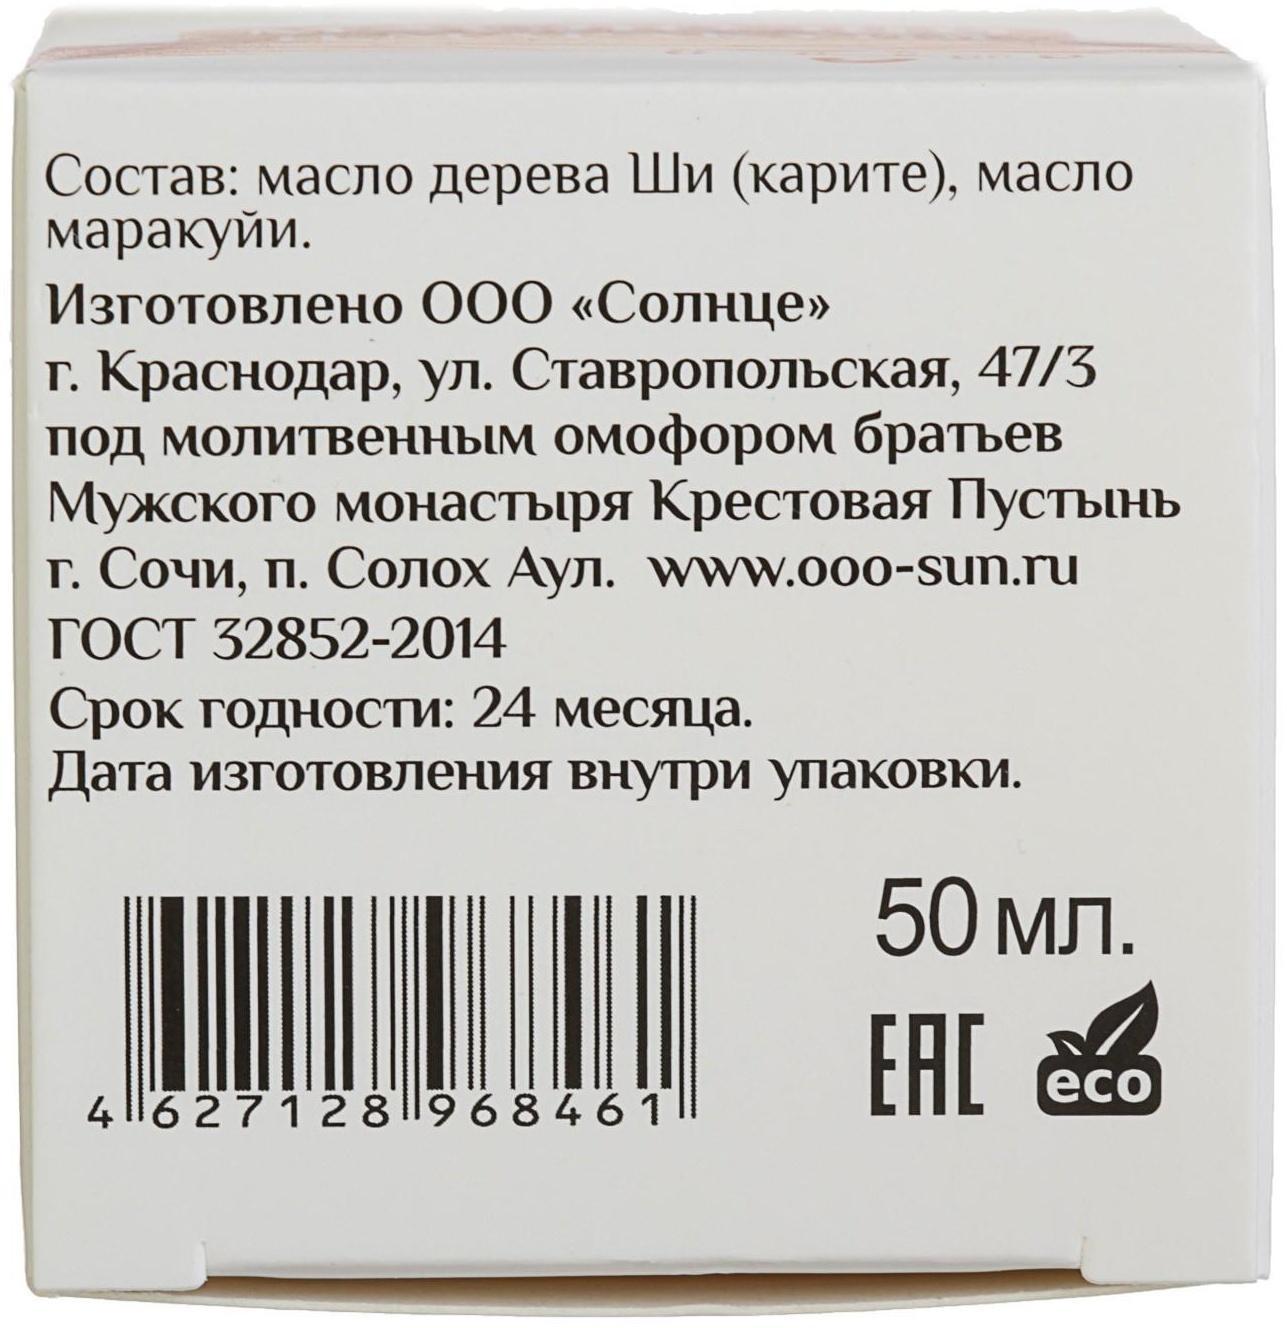 Состав: масло дерева Ши (карите), масло
маракуйи.
Изготовлено ООО «Солнце»
г. Краснодар, ул. Ставропольская, 47/3
под молитвенным омофором братьев
Мужского монастыря Крестовая Пустынь
г. Сочи, п. Солох Аул. www.ooo-sun.ru
ГОСТ 32852-2014
Срок годности: 24 месяца.
Дата изготовления внутри упаковки.
50 мл.
ЕАС eco
4 627128 968461